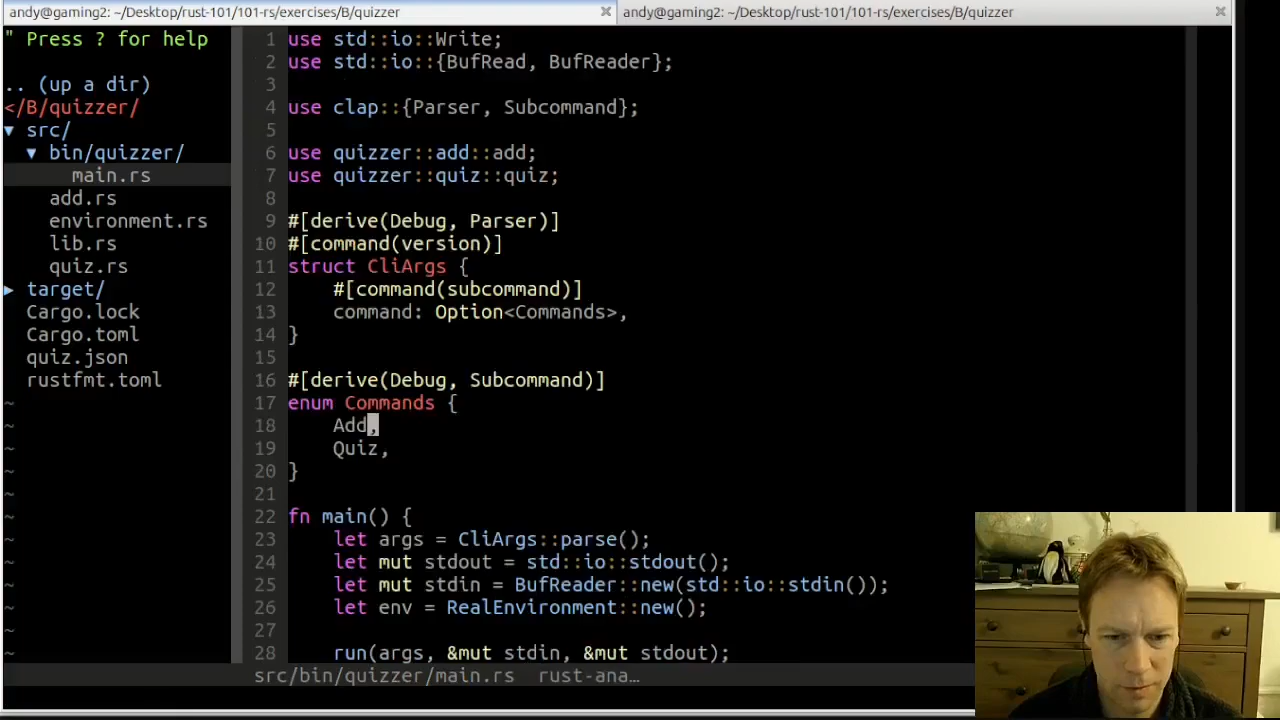 andy@gaming2: ~/Desktop/rust-101/101-rs/exercises/B/quizzer × andy@gaming2: ~/Desktop/rust-101/101-rs/exercises/B/quizzer ×
" Press ? for help
.. (up a dir)
</B/quizzer/
▼ src/
▼ bin/quizzer/
main.rs
add.rs
environment.rs
lib.rs
quiz.rs
▶ target/
Cargo.lock
Cargo.toml
quiz.json
rustfmt.toml
~
~
~
~
~
~
~
~
~
~
~
~
1 use std::io::Write;
2 use std::io::{BufRead, BufReader};
3
4 use clap::{Parser, Subcommand};
5
6 use quizzer::add::add;
7 use quizzer::quiz::quiz;
8
9 #[derive(Debug, Parser)]
10 #[command(version)]
11 struct CliArgs {
12     #[command(subcommand)]
13     command: Option<Commands>,
14 }
15
16 #[derive(Debug, Subcommand)]
17 enum Commands {
18     Add,
19     Quiz,
20 }
21
22 fn main() {
23     let args = CliArgs::parse();
24     let mut stdout = std::io::stdout();
25     let mut stdin = BufReader::new(std::io::stdin());
26     let env = RealEnvironment::new();
27
28     run(args, &mut stdin, &mut stdout);
src/bin/quizzer/main.rs rust-ana…